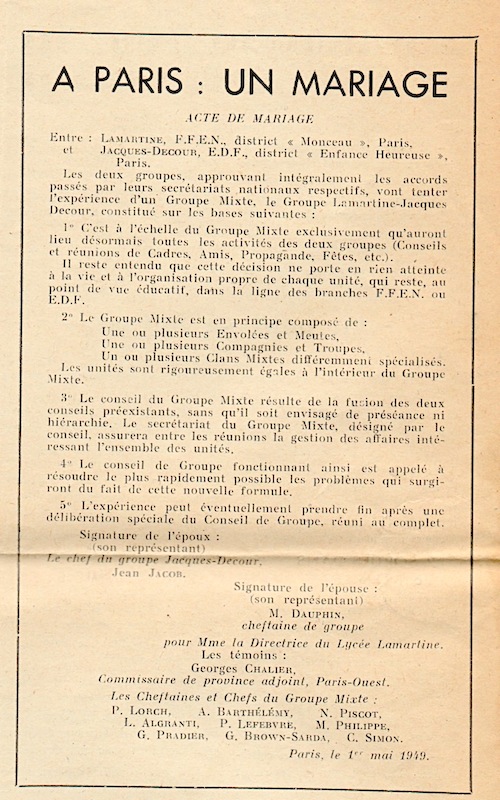 A PARIS : UN MARIAGE
ACTE DE MARIAGE
Entre : LAMARTINE, F.F.E.N., district « Monceau », Paris,
et JACQUES-DECOUR, E.D.F., district « Enfance Heureuse »,
Paris.
Les deux groupes, approuvant intégralement les accords
passés par leurs secrétariats nationaux respectifs, vont tenter
l'expérience d'un Groupe Mixte, le Groupe Lamartine-Jacques
Decour, constitué sur les bases suivantes :
1° C'est à l'échelle du Groupe Mixte exclusivement qu'auront
lieu désormais toutes les activités des deux groupes (Conseils
et réunions de Cadres, Amis, Propagande, Fêtes, etc.).
Il reste entendu que cette décision ne porte en rien atteinte
à la vie et à l'organisation propre de chaque unité, qui reste, au
point de vue éducatif, dans la ligne des branches F.F.E.N. ou
E.D.F.
2° Le Groupe Mixte est en principe composé de :
Une ou plusieurs Envolées et Meutes,
Une ou plusieurs Compagnies et Troupes,
Un ou plusieurs Clans Mixtes différemment spécialisés.
Les unités sont rigoureusement égales à l'intérieur du Groupe
Mixte.
3° Le conseil du Groupe Mixte résulte de la fusion des deux
conseils préexistants, sans qu'il soit envisagé de préséance ni
hiérarchie. Le secrétariat du Groupe Mixte, désigné par le
conseil, assurera entre les réunions la gestion des affaires inté-
ressant l'ensemble des unités.
4° Le conseil de Groupe fonctionnant ainsi est appelé à
résoudre le plus rapidement possible les problèmes qui surgi-
ront du fait de cette nouvelle formule.
5° L'expérience peut éventuellement prendre fin après une
délibération spéciale du Conseil de Groupe, réuni au complet.
Signature de l'époux :
(son représentant)
Le chef du groupe Jacques-Decour,
Jean JACOB.
Signature de l'épouse :
(son représentant)
M. DAUPHIN,
cheftaine de groupe
pour Mme la Directrice du Lycée Lamartine.
Les témoins :
Georges CHALIER,
Commissaire de province adjoint, Paris-Ouest.
Les Cheftaines et Chefs du Groupe Mixte :
P. LORCH, A. BARTHÉLÉMY, N. PISCOT,
L. ALGRANTI, P. LEFEBVRE, M. PHILIPPE,
G. PRADIER, G. BROWN-SARDA, C. SIMON.
Paris, le 1er mai 1949.